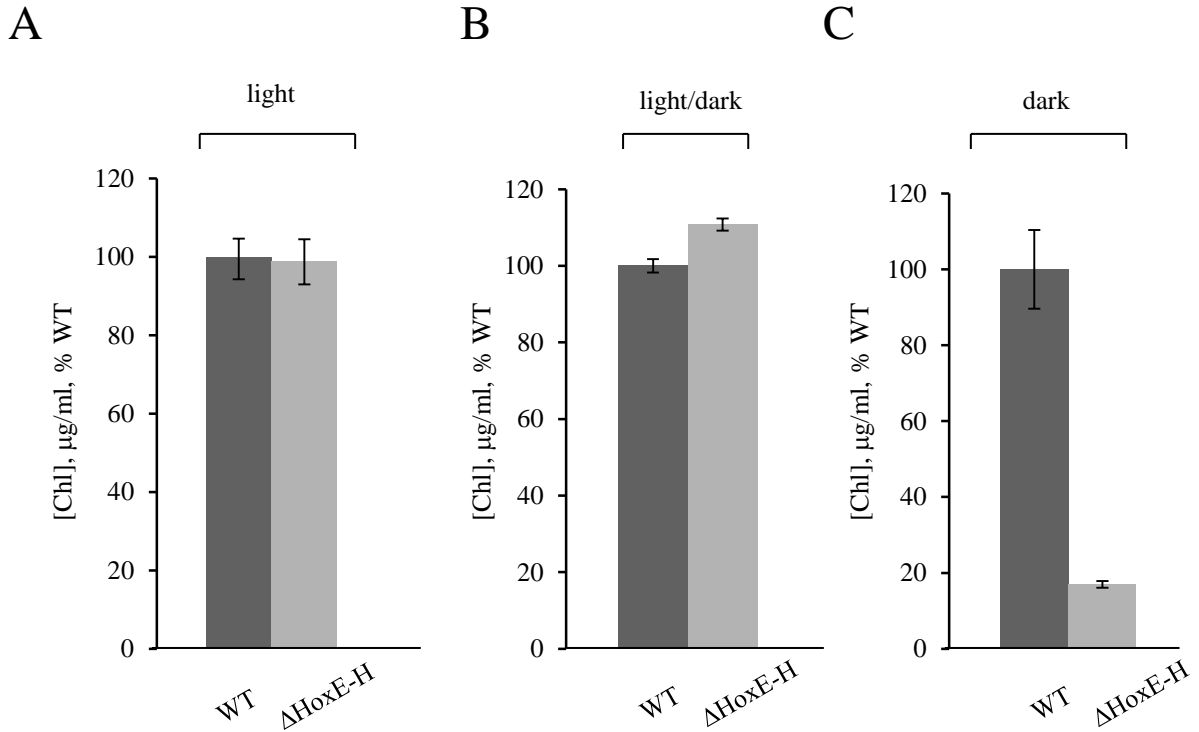 A
light
120
100
80
60
40
20
0
[Chl], μg/ml, % WT
WT
ΔHoxE-H
B
light/dark
120
100
80
60
40
20
0
[Chl], μg/ml, % WT
WT
ΔHoxE-H
C
dark
120
100
80
60
40
20
0
[Chl], μg/ml, % WT
WT
ΔHoxE-H